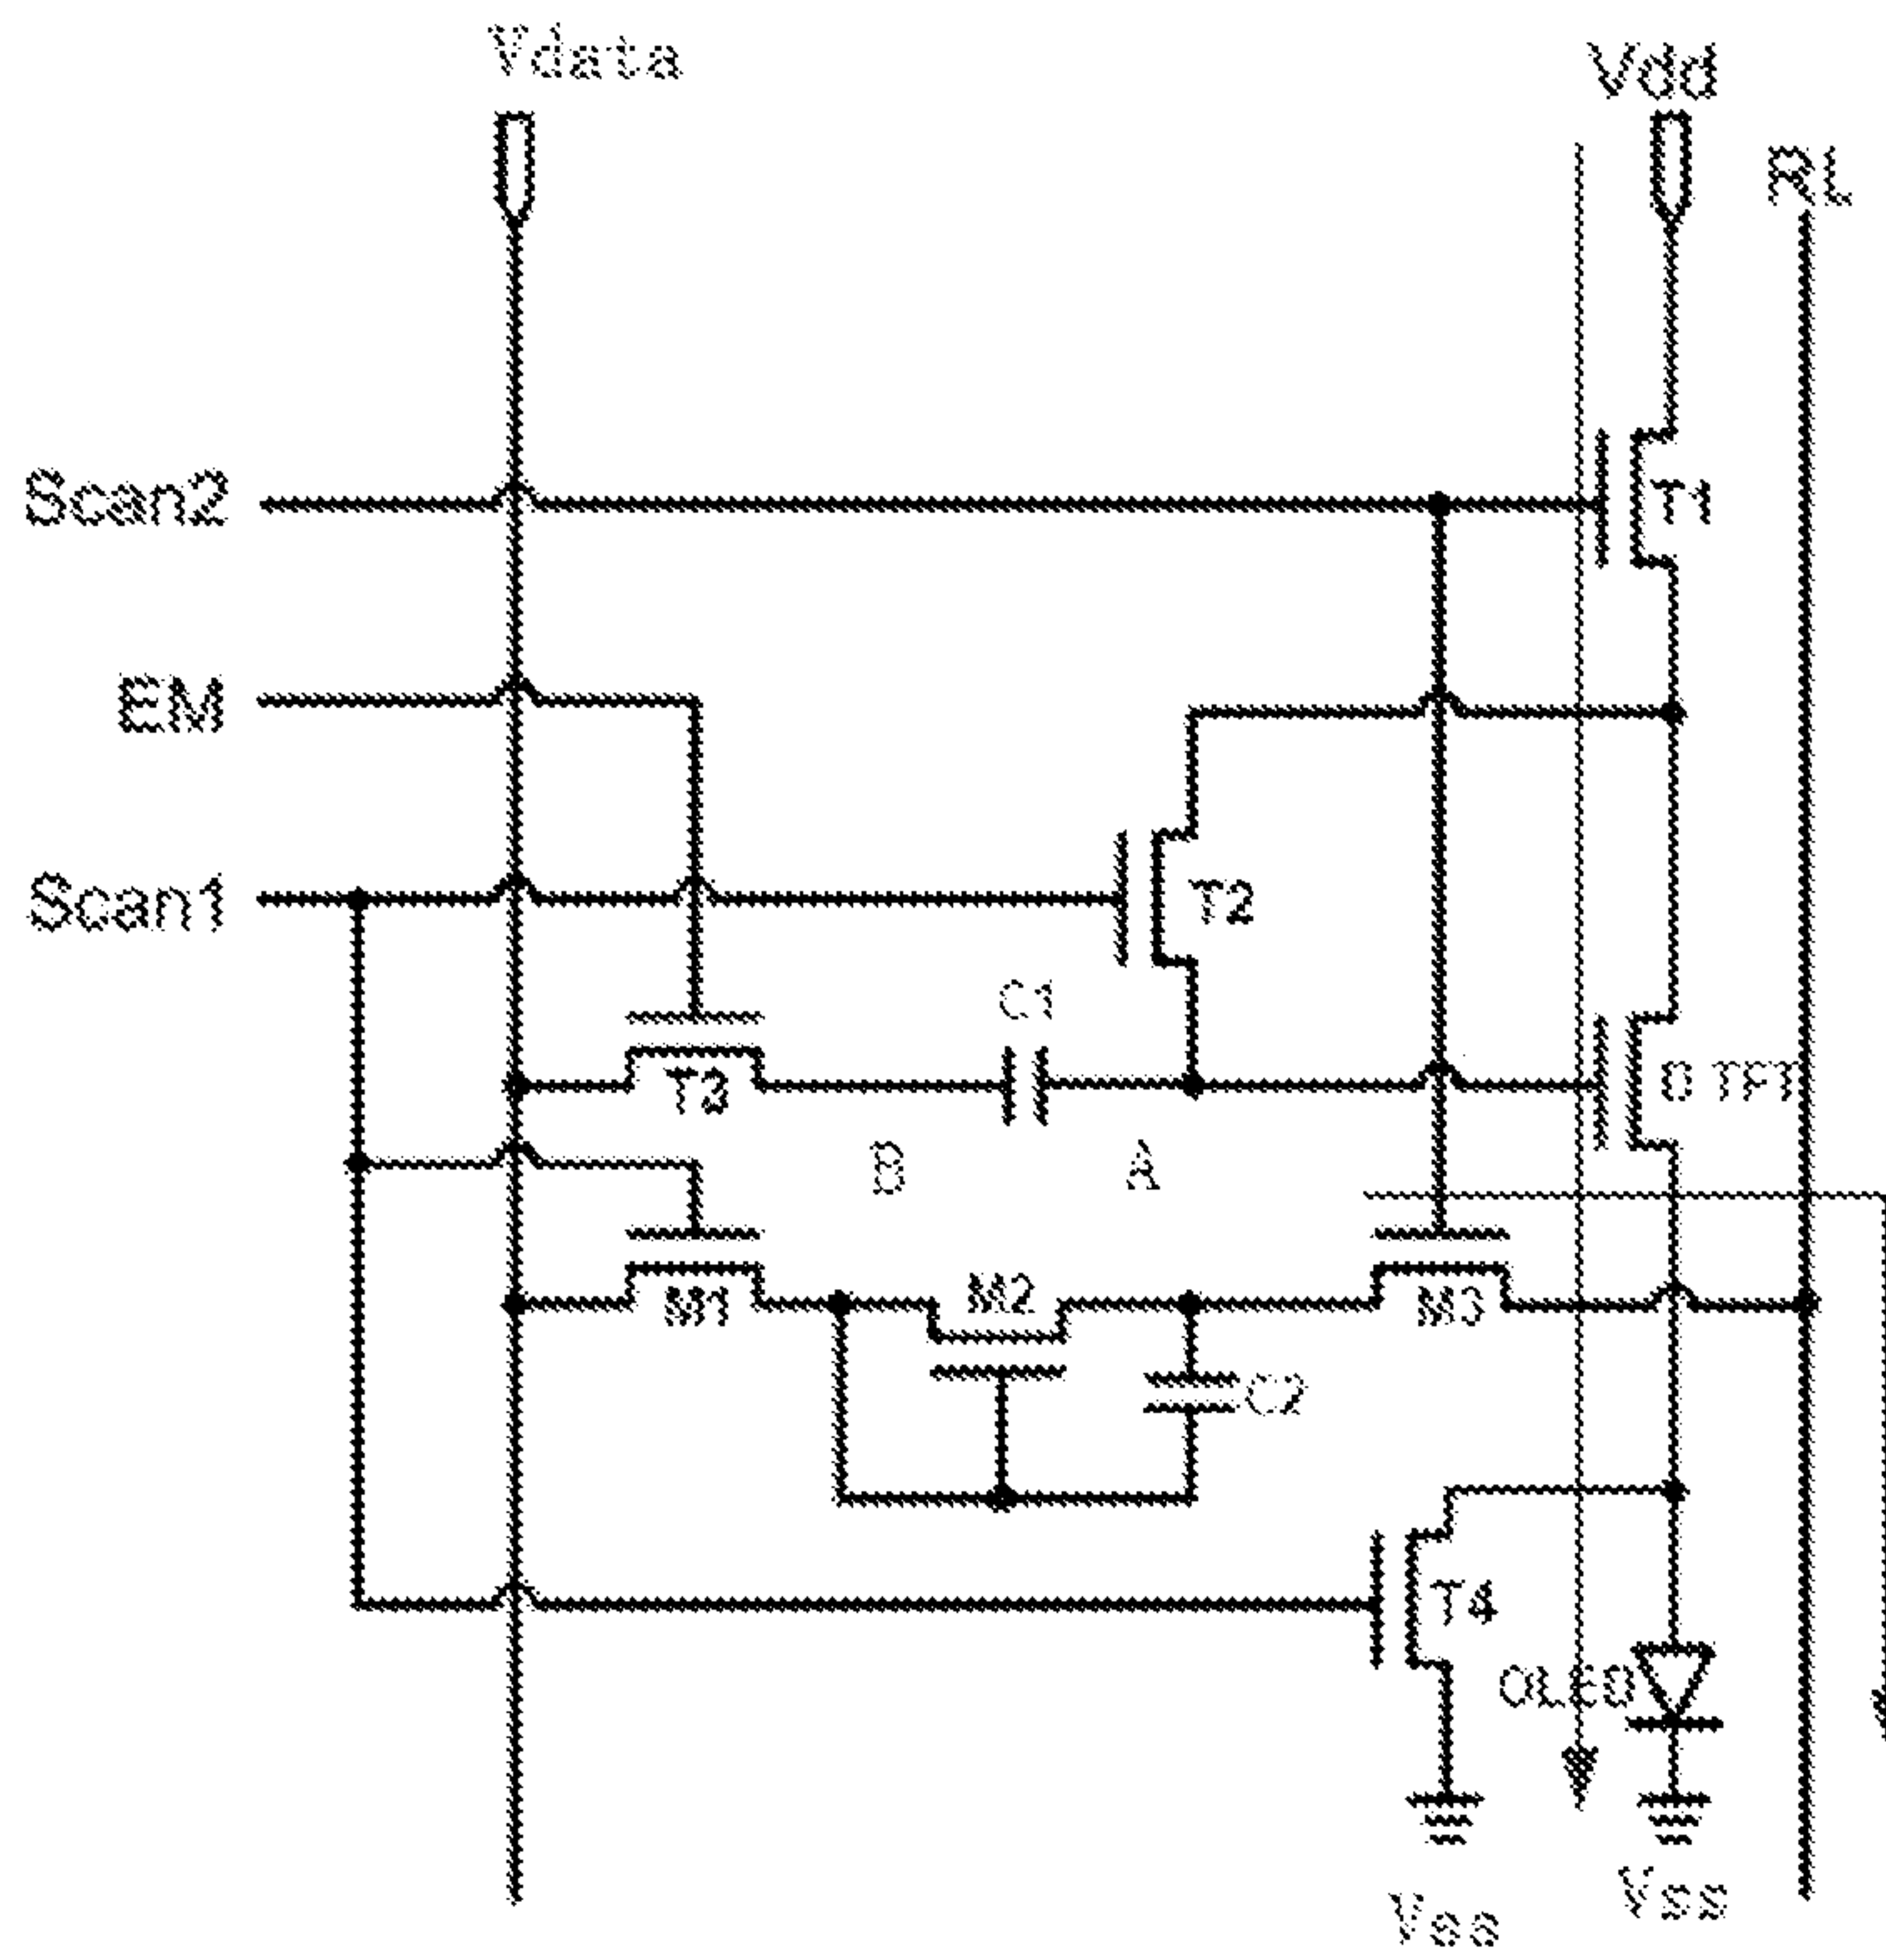 Vdata
Vdd
RL
Scan2
T1
EM
Scan1
T2
C1
T3
D TFT
B
A
M1
M2
M3
C2
T4
OLED
Vss
Vss